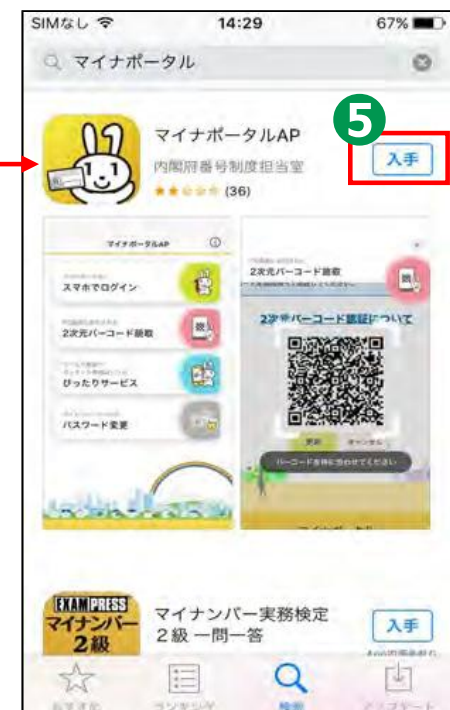 SIMなし 14:29 67%
マイナポータル
マイナポータルAP
内閣府番号制度担当室
(36)
5
入手
マイナポータルAP
スマホでログイン
2次元バーコード読取
ぴったりサービス
パスワード変更
2次元バーコード読取
2次元バーコード認証について
バーコードを枠に合わせてください
EXAMPRESS
マイナンバー
2級
マイナンバー実務検定
2級 一問一答
入手
検索